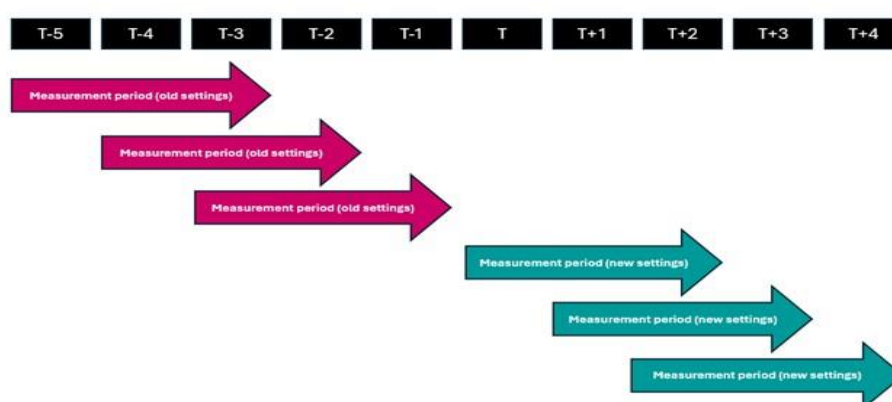 T-5 T-4 T-3 T-2 T-1 T T+1 T+2 T+3 T+4
Measurement period (old settings)
Measurement period (old settings)
Measurement period (old settings)
Measurement period (new settings)
Measurement period (new settings)
Measurement period (new settings)